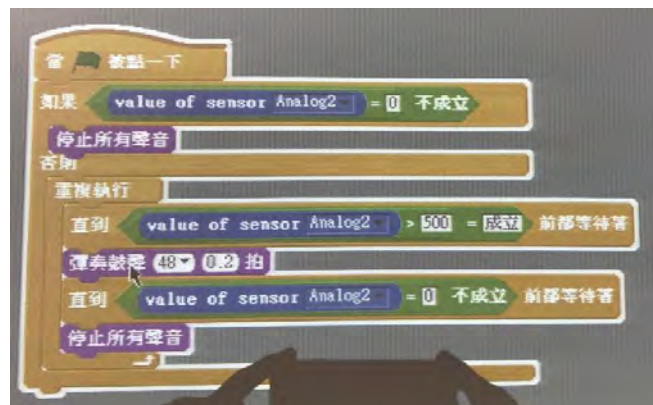 當 被點一下
如果 value of sensor Analog2 = 0 不成立
停止所有聲音
否則
重複執行
直到 value of sensor Analog2 > 500 = 成立 前都等待著
彈奏鼓聲 48 0.2 拍
直到 value of sensor Analog2 = 0 不成立 前都等待著
停止所有聲音